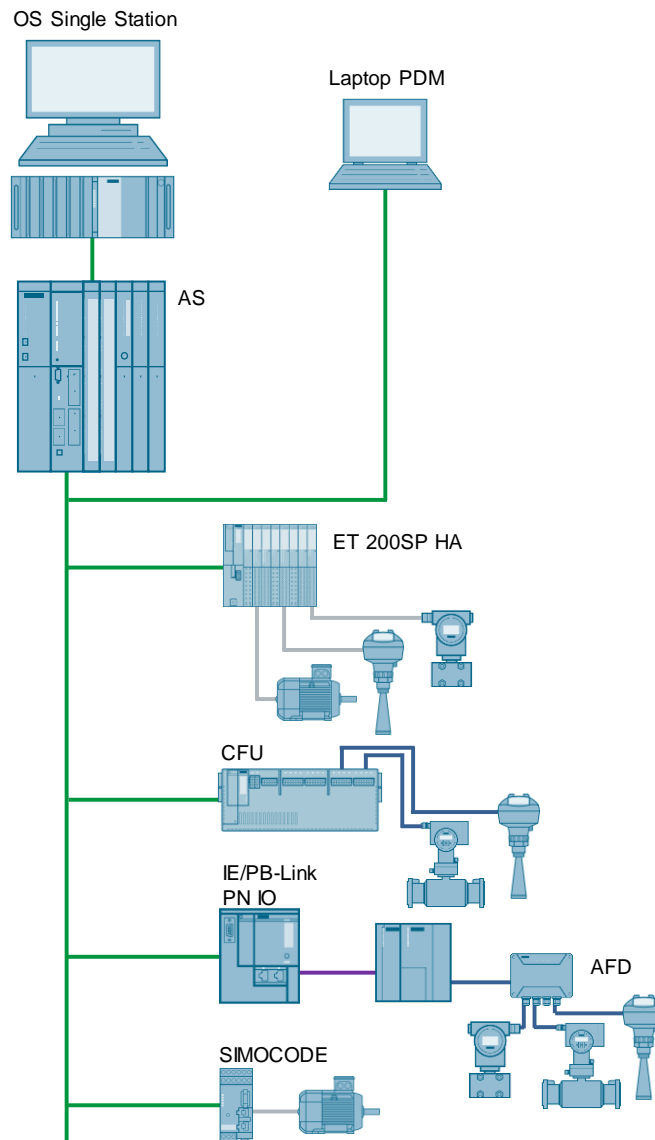 OS Single Station
Laptop PDM
AS
ET 200SP HA
CFU
IE/PB-Link
PN IO
AFD
SIMOCODE